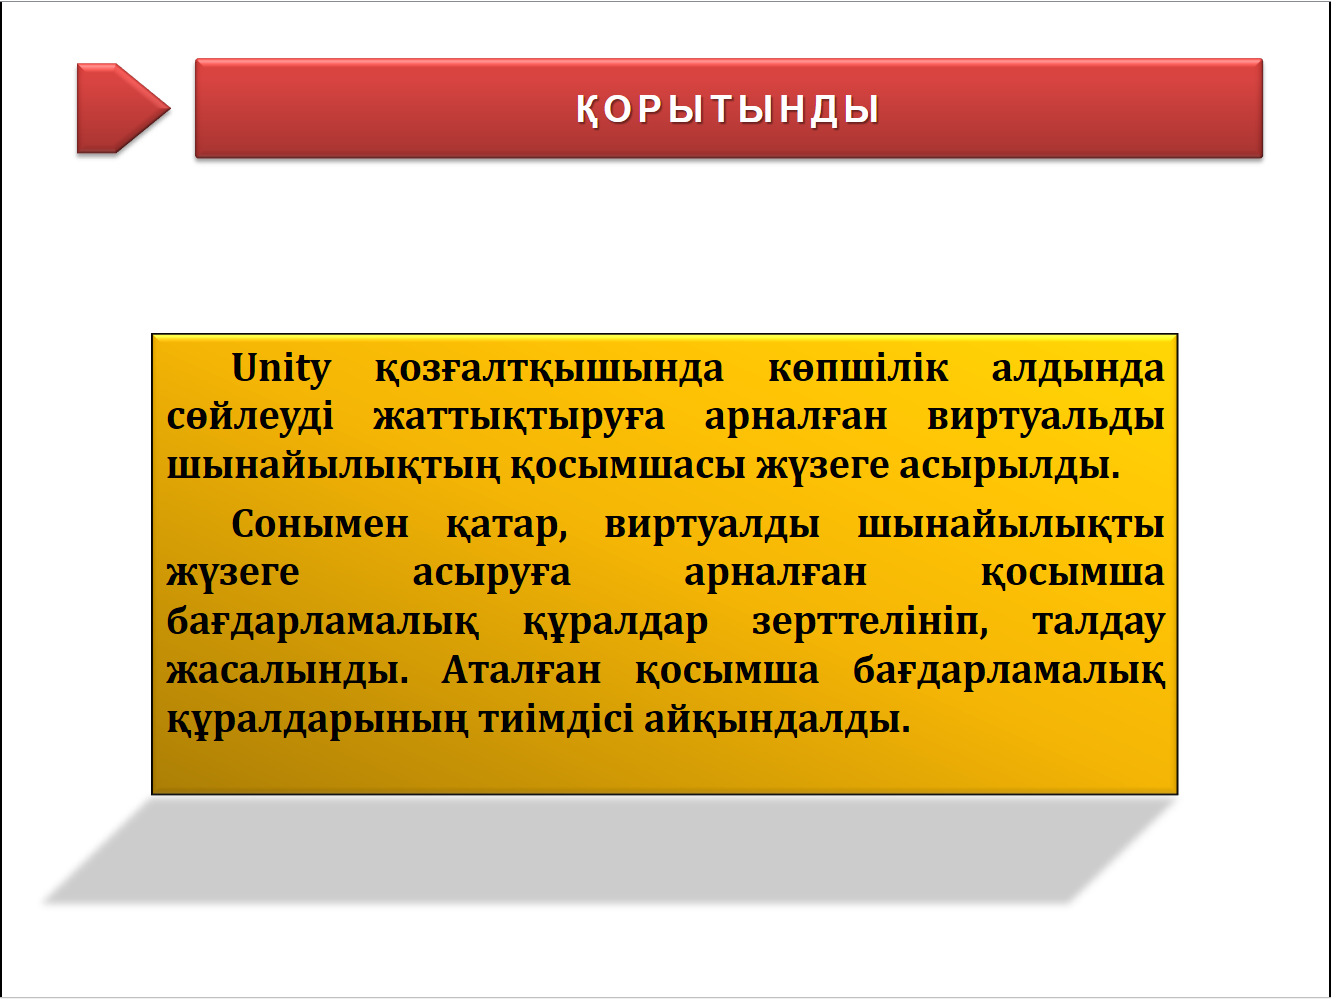 ҚОРЫТЫНДЫ
Unity қозғалтқышында көпшілік алдында
сөйлеуді жаттықтыруға арналған виртуальды
шынайылықтың қосымшасы жүзеге асырылды.
Сонымен қатар, виртуалды шынайылықты
жүзеге асыруға арналған қосымша
бағдарламалық құралдар зерттелініп, талдау
жасалынды. Аталған қосымша бағдарламалық
құралдарының тиімдісі айқындалды.